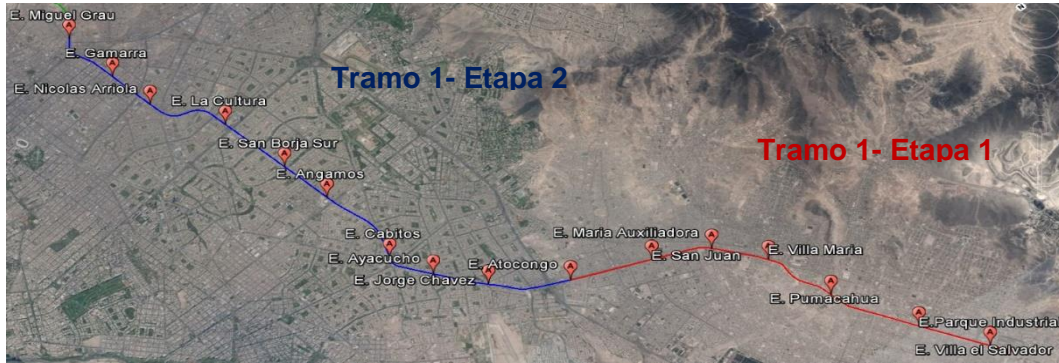 E. Miguel Grau
E. Gamarra
E. Nicolas Arriola
E. La Cultura
Tramo 1- Etapa 2
E. San Borja Sur
E. Angamos
Tramo 1- Etapa 1
E. Cabitos
E. Ayacucho
E. Jorge Chavez
E. Atocongo
E. Maria Auxiliadora
E. San Juan
E. Villa Maria
E. Pumacahua
E.Parque Industrial
E. Villa el Salvador